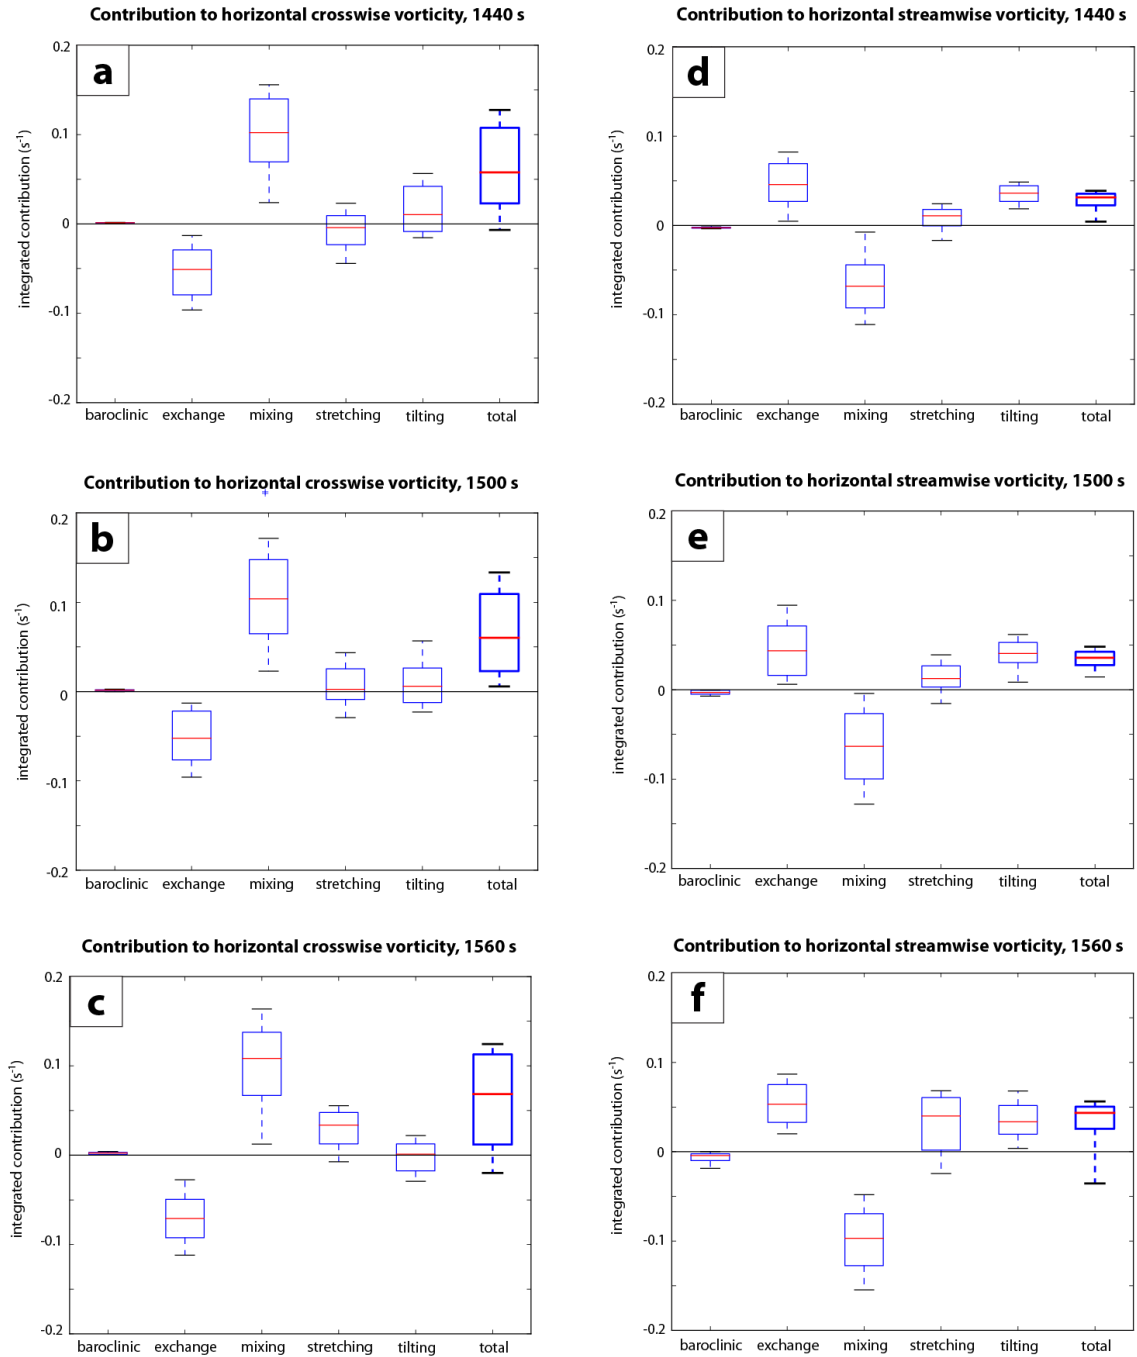 Contribution to horizontal crosswise vorticity, 1440 s
a
integrated contribution (s-1)
0.2
0.1
0
-0.1
-0.2
baroclinic exchange mixing stretching tilting total
Contribution to horizontal streamwise vorticity, 1440 s
d
integrated contribution (s-1)
0.2
0.1
0
-0.1
-0.2
baroclinic exchange mixing stretching tilting total
Contribution to horizontal crosswise vorticity, 1500 s
b
integrated contribution (s-1)
0.2
0.1
0
-0.1
-0.2
baroclinic exchange mixing stretching tilting total
Contribution to horizontal streamwise vorticity, 1500 s
e
integrated contribution (s-1)
0.2
0.1
0
-0.1
-0.2
baroclinic exchange mixing stretching tilting total
Contribution to horizontal crosswise vorticity, 1560 s
c
integrated contribution (s-1)
0.2
0.1
0
-0.1
-0.2
baroclinic exchange mixing stretching tilting total
Contribution to horizontal streamwise vorticity, 1560 s
f
integrated contribution (s-1)
0.2
0.1
0
-0.1
-0.2
baroclinic exchange mixing stretching tilting total